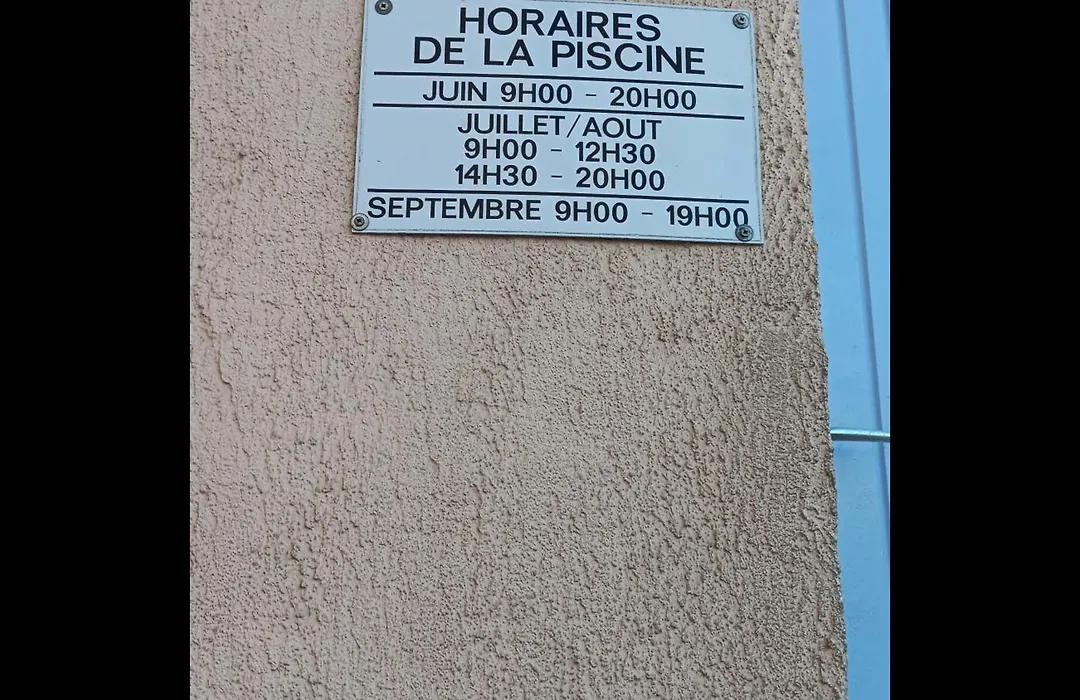 HORAIRES
DE LA PISCINE
JUIN 9H00 - 20H00
JUILLET/AOUT
9H00 - 12H30
14H30 - 20H00
SEPTEMBRE 9H00 - 19H00